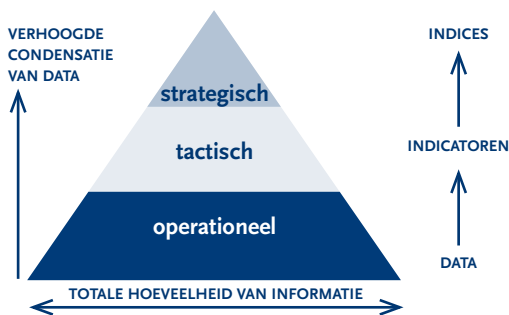 VERHOOGDE
CONDENSATIE
VAN DATA
strategisch
tactisch
operationeel
TOTALE HOEVEELHEID VAN INFORMATIE
INDICES
INDICATOREN
DATA